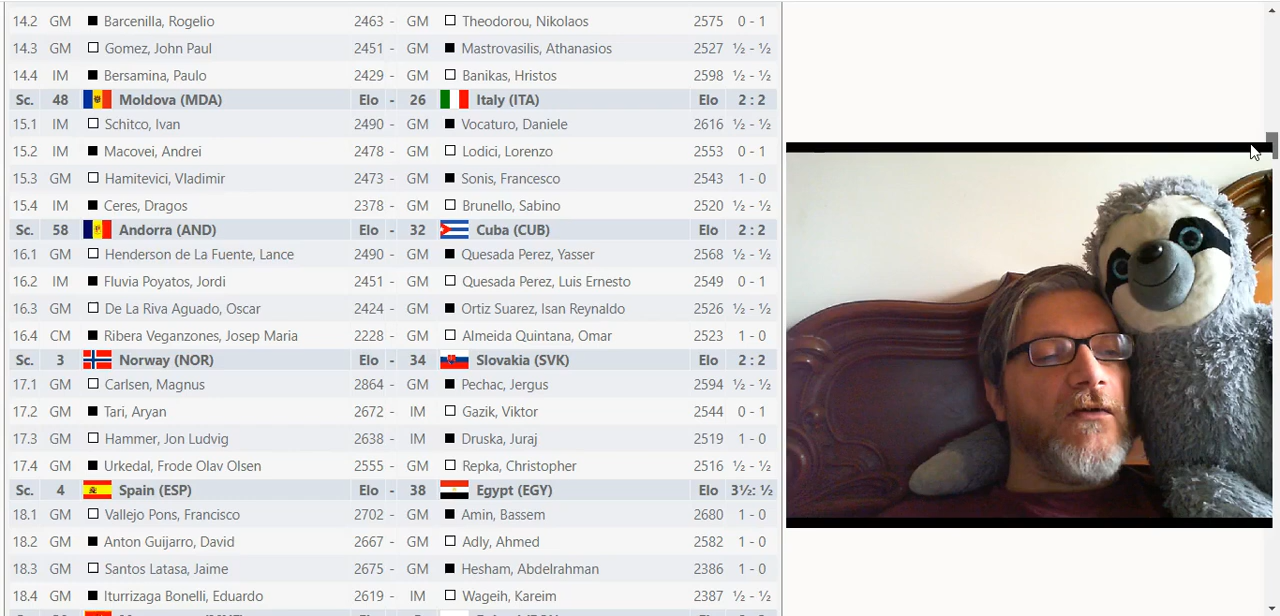 14.2 GM Barcenilla, Rogelio 2463 - GM Theodorou, Nikolaos 2575 0 - 1
14.3 GM Gomez, John Paul 2451 - GM Mastrovasilis, Athanasios 2527 ½ - ½
14.4 IM Bersamina, Paulo 2429 - GM Banikas, Hristos 2598 ½ - ½
Sc. 48 Moldova (MDA) Elo - 26 Italy (ITA) Elo 2 : 2
15.1 IM Schitco, Ivan 2490 - GM Vocaturo, Daniele 2616 ½ - ½
15.2 IM Macovei, Andrei 2478 - GM Lodici, Lorenzo 2553 0 - 1
15.3 GM Hamitevici, Vladimir 2473 - GM Sonis, Francesco 2543 1 - 0
15.4 IM Ceres, Dragos 2378 - GM Brunello, Sabino 2520 ½ - ½
Sc. 58 Andorra (AND) Elo - 32 Cuba (CUB) Elo 2 : 2
16.1 GM Henderson de La Fuente, Lance 2490 - GM Quesada Perez, Yasser 2568 ½ - ½
16.2 IM Fluvia Poyatos, Jordi 2451 - GM Quesada Perez, Luis Ernesto 2549 0 - 1
16.3 GM De La Riva Aguado, Oscar 2424 - GM Ortiz Suarez, Isan Reynaldo 2526 ½ - ½
16.4 CM Ribera Veganzones, Josep Maria 2228 - GM Almeida Quintana, Omar 2523 1 - 0
Sc. 3 Norway (NOR) Elo - 34 Slovakia (SVK) Elo 2 : 2
17.1 GM Carlsen, Magnus 2864 - GM Pechac, Jergus 2594 ½ - ½
17.2 GM Tari, Aryan 2672 - IM Gazik, Viktor 2544 0 - 1
17.3 GM Hammer, Jon Ludvig 2638 - IM Druska, Juraj 2519 1 - 0
17.4 GM Urkedal, Frode Olav Olsen 2555 - GM Repka, Christopher 2516 ½ - ½
Sc. 4 Spain (ESP) Elo - 38 Egypt (EGY) Elo 3½: ½
18.1 GM Vallejo Pons, Francisco 2702 - GM Amin, Bassem 2680 1 - 0
18.2 GM Anton Guijarro, David 2667 - GM Adly, Ahmed 2582 1 - 0
18.3 GM Santos Latasa, Jaime 2675 - GM Hesham, Abdelrahman 2386 1 - 0
18.4 GM Iturrizaga Bonelli, Eduardo 2619 - IM Wageih, Kareim 2387 ½ - ½